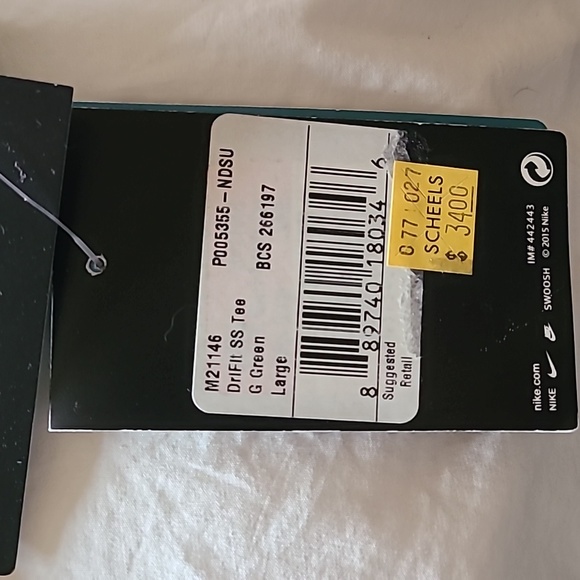 M21146 P005355-NDSU
DriFit SS Tee
G Green BCS 266197
Large
8 89740 18034 6
Suggested
Retail
077 027
SCHEELS
$ 3400
nike.com IM# 442443
NIKE SWOOSH © 2015 Nike